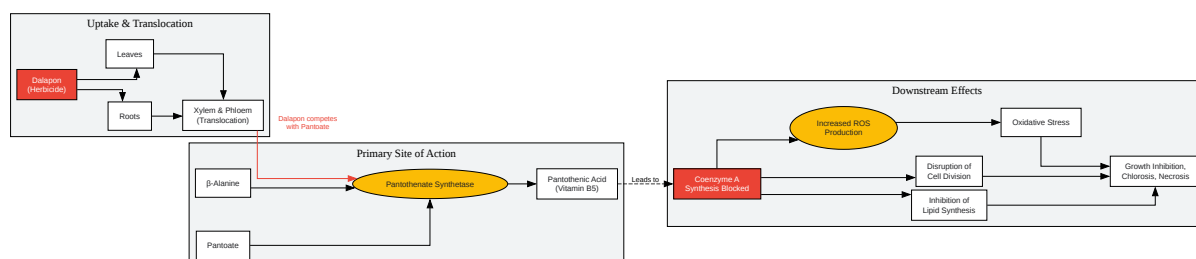 Uptake & Translocation
Leaves
Dalapon
(Herbicide)
Roots
Xylem & Phloem
(Translocation)
Dalapon competes
with Pantoate
Primary Site of Action
β-Alanine
Pantothenate Synthetase
Pantothenic Acid
(Vitamin B5)
Pantoate
Leads to
Downstream Effects
Increased ROS
Production
Oxidative Stress
Coenzyme A
Synthesis Blocked
Disruption of
Cell Division
Growth Inhibition,
Chlorosis, Necrosis
Inhibition of
Lipid Synthesis